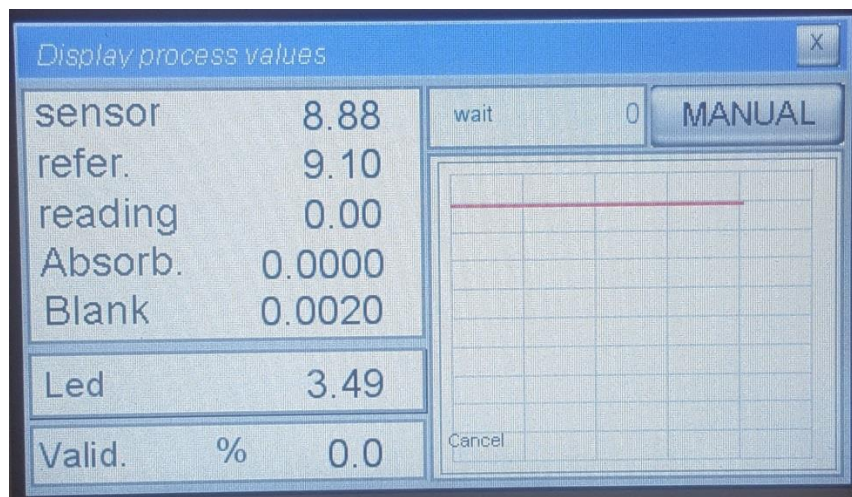 Display process values X
sensor 8.88
refer. 9.10
reading 0.00
Absorb. 0.0000
Blank 0.0020
Led 3.49
Valid. % 0.0
wait 0 MANUAL
Cancel